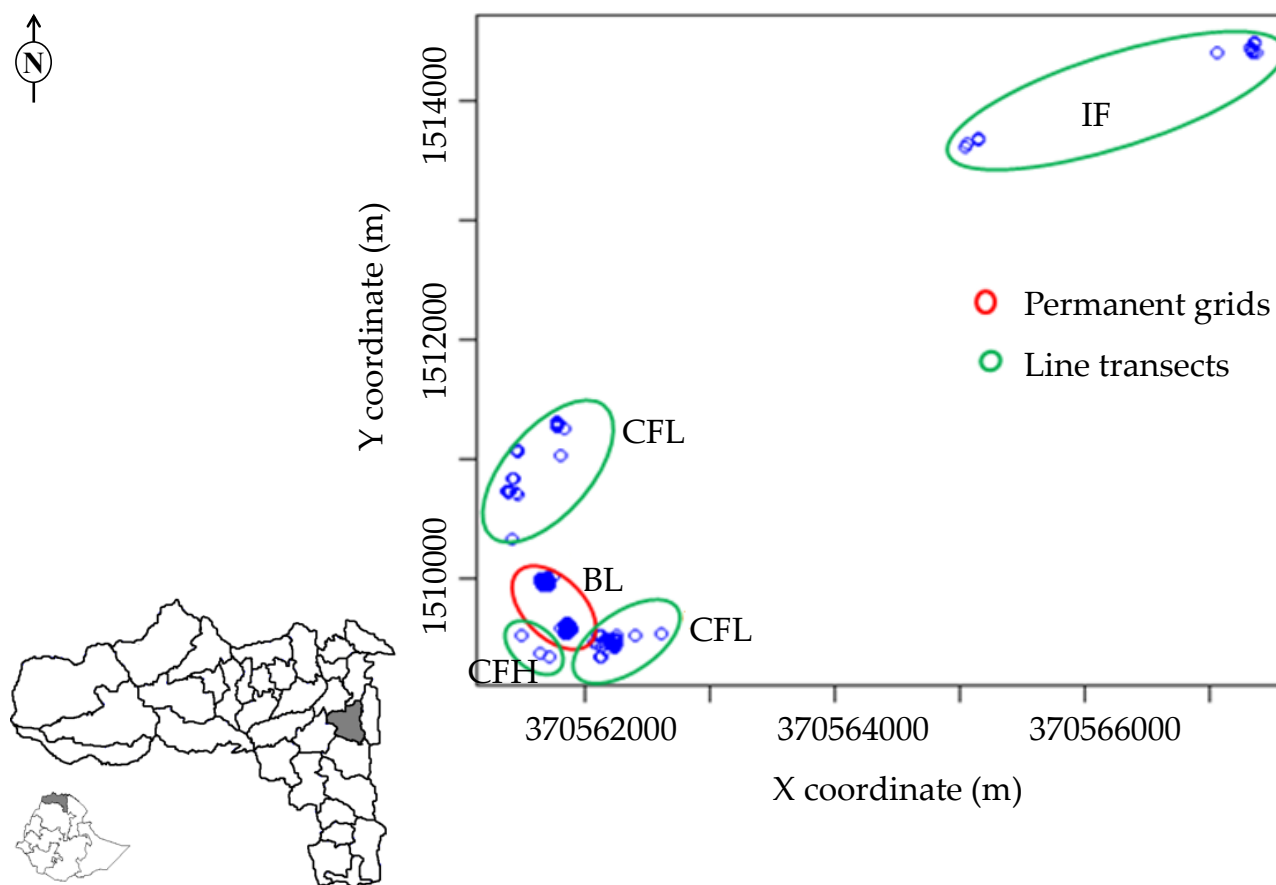 N
1514000
IF
Permanent grids
1512000
Line transects
Y coordinate (m)
CFL
1510000
BL
CFL
CFH
370562000
370564000
370566000
X coordinate (m)